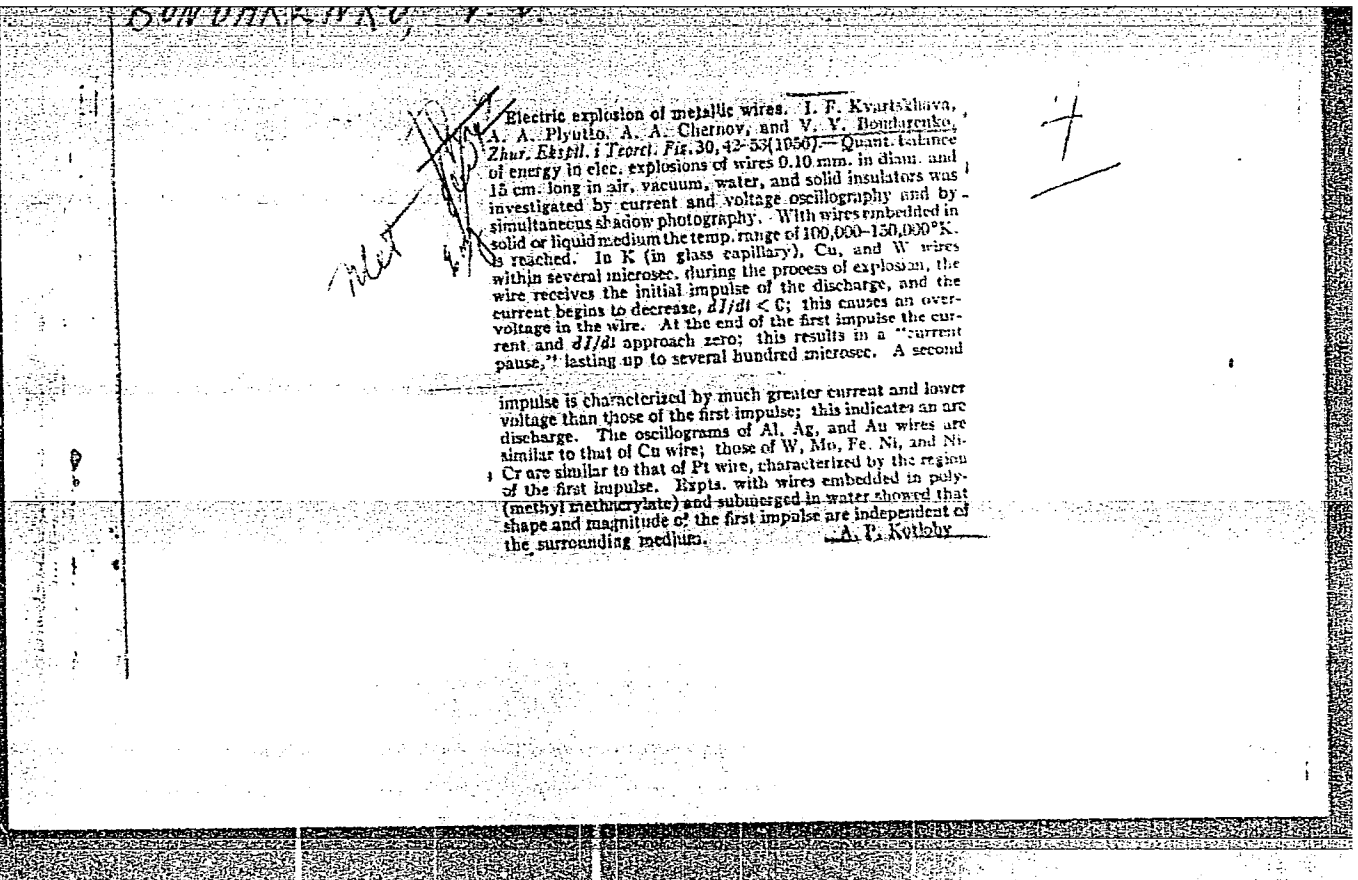 BONDARENKO, V. V.
Electric explosion of metallic wires. I. F. Kvartskhava,
A. A. Plyutto, A. A. Chernov, and V. V. Bondarenko,
Zhur. Eksptl. i Teoret. Fiz. 30, 42-53(1956).—Quant. balance
of energy in elec. explosions of wires 0.10 mm. in diam. and
15 cm. long in air, vacuum, water, and solid insulators was
investigated by current and voltage oscillography and by
simultaneous shadow photography. With wires embedded in
solid or liquid medium the temp. range of 100,000–150,000°K.
is reached. In K (in glass capillary), Cu, and W wires
within several microsec. during the process of explosion, the
wire receives the initial impulse of the discharge, and the
current begins to decrease, dI/dt < 0; this causes an over-
voltage in the wire. At the end of the first impulse the cur-
rent and dI/dt approach zero; this results in a "current
pause," lasting up to several hundred microsec. A second
impulse is characterized by much greater current and lower
voltage than those of the first impulse; this indicates an arc
discharge. The oscillograms of Al, Ag, and Au wires are
similar to that of Cu wire; those of W, Mo, Fe, Ni, and Ni-
Cr are similar to that of Pt wire, characterized by the region
of the first impulse. Expts. with wires embedded in poly-
(methyl methacrylate) and submerged in water showed that
shape and magnitude of the first impulse are independent of
the surrounding medium. A. P. Kotloby